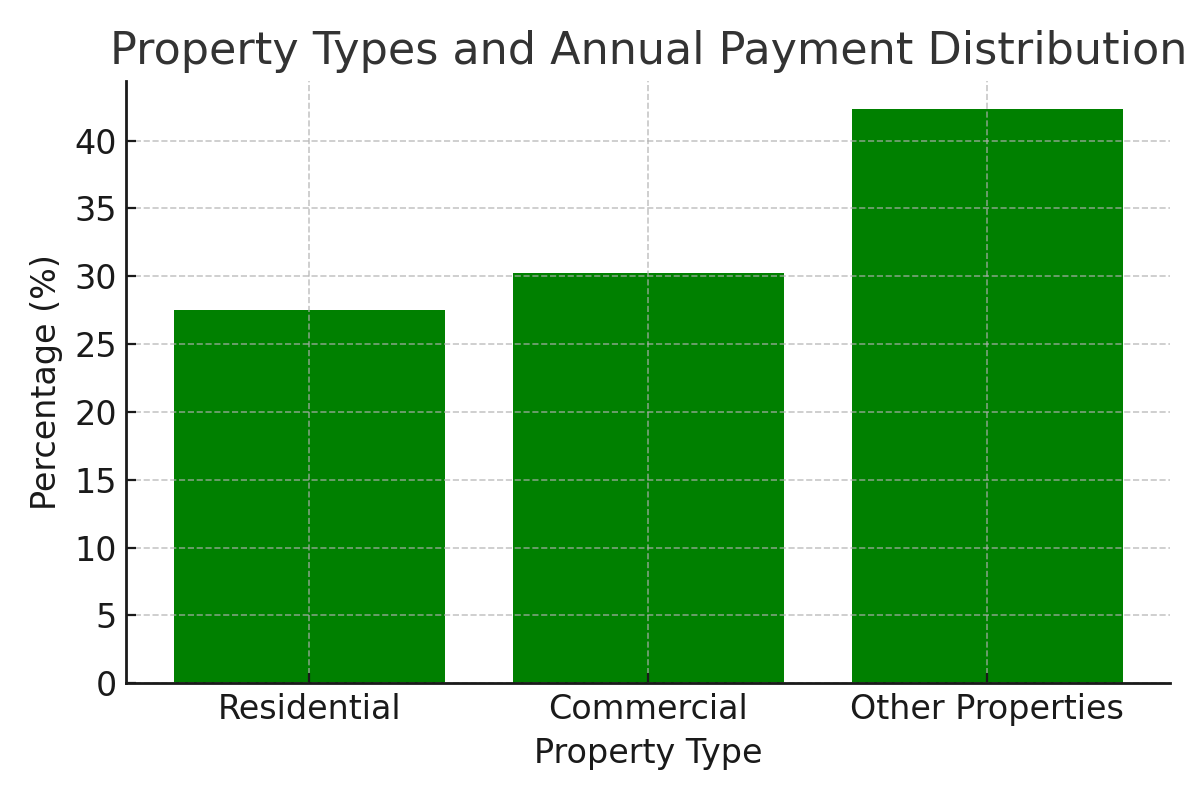 Property Types and Annual Payment Distribution
Percentage (%)
40
35
30
25
20
15
10
5
0
Residential
Commercial
Other Properties
Property Type